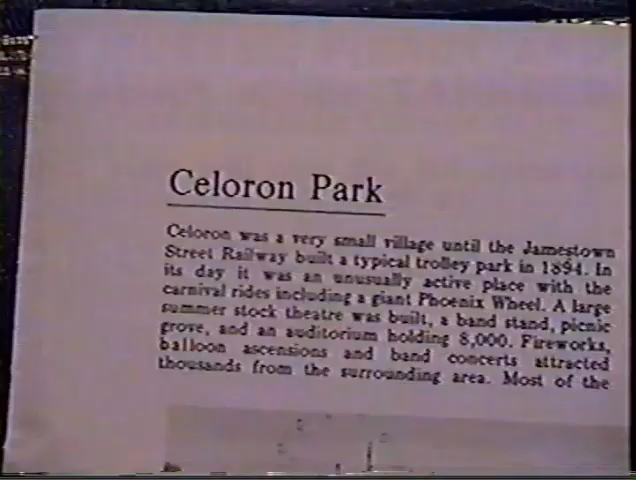 Celoron Park
Celoron was a very small village until the Jamestown
Street Railway built a typical trolley park in 1894. In
its day it was an unusually active place with the
carnival rides including a giant Phoenix Wheel. A large
summer stock theatre was built, a band stand, picnic
grove, and an auditorium holding 8,000. Fireworks,
balloon ascensions and band concerts attracted
thousands from the surrounding area. Most of the